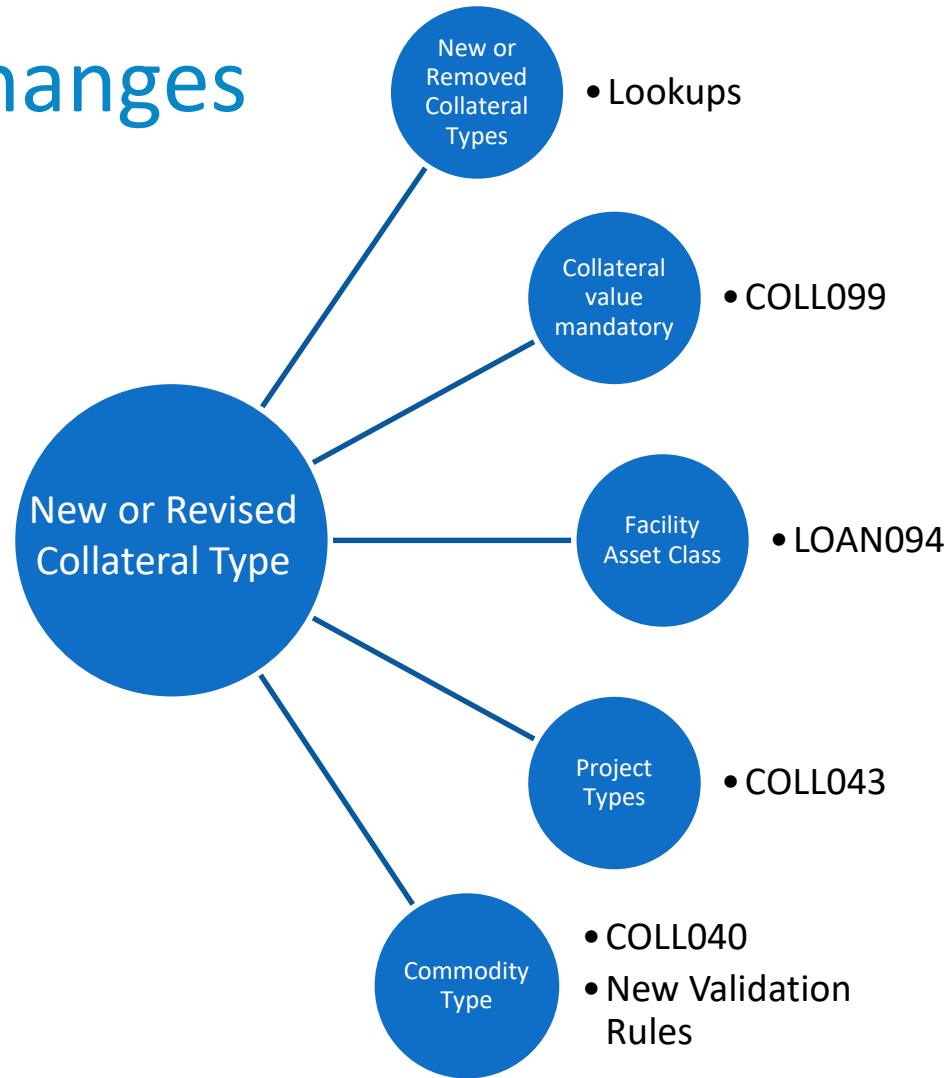 hanges
New or
Removed
Collateral
Types
• Lookups
Collateral
value
mandatory
• COLL099
New or Revised
Collateral Type
Facility
Asset Class
• LOAN094
Project
Types
• COLL043
Commodity
Type
• COLL040
• New Validation
Rules